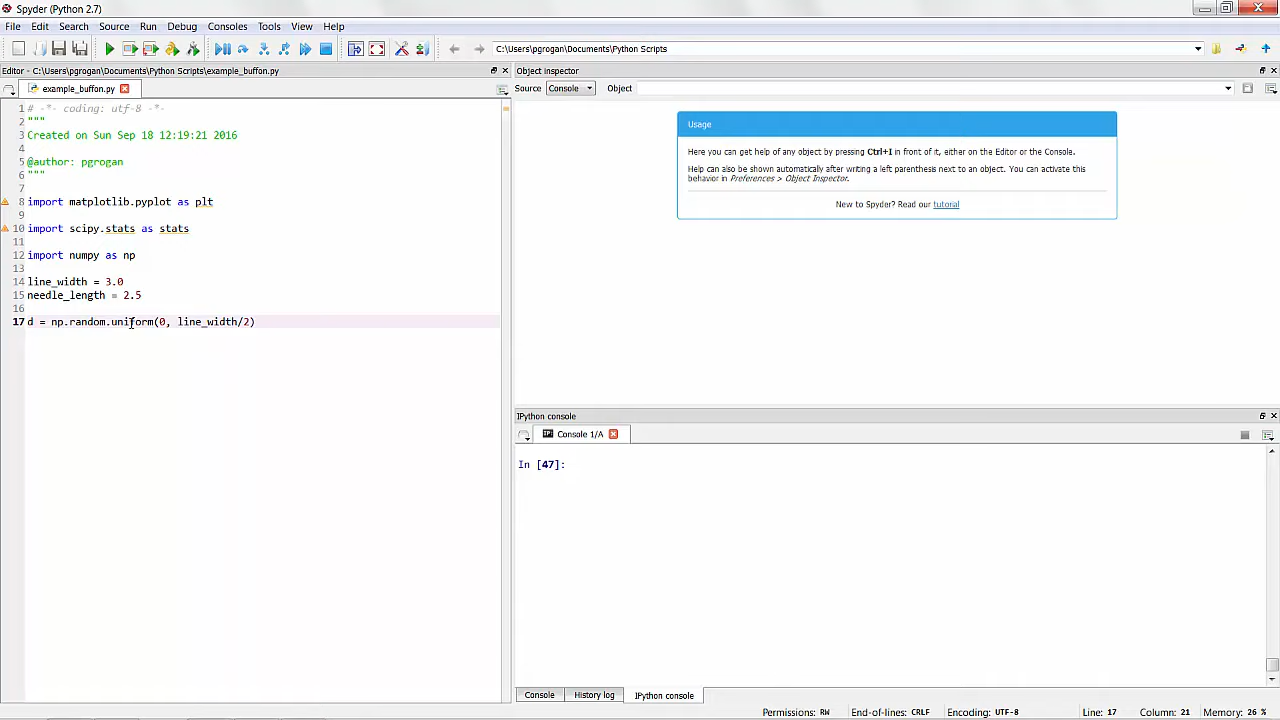 Spyder (Python 2.7)
File Edit Search Source Run Debug Consoles Tools View Help
C:\Users\pgrogan\Documents\Python Scripts
Editor - C:\Users\pgrogan\Documents\Python Scripts\example_buffon.py
example_buffon.py
1 # -*- coding: utf-8 -*-
2 """
3 Created on Sun Sep 18 12:19:21 2016
4
5 @author: pgrogan
6 """
7
8 import matplotlib.pyplot as plt
9
10 import scipy.stats as stats
11
12 import numpy as np
13
14 line_width = 3.0
15 needle_length = 2.5
16
17 d = np.random.uniform(0, line_width/2)
Object Inspector
Source Console Object
Usage
Here you can get help of any object by pressing Ctrl+I in front of it, either on the Editor or the Console.
Help can also be shown automatically after writing a left parenthesis next to an object. You can activate this
behavior in Preferences > Object Inspector.
New to Spyder? Read our tutorial
IPython console
Console 1/A
In [47]:
Console History log IPython console
Permissions: RW End-of-lines: CRLF Encoding: UTF-8 Line: 17 Column: 21 Memory: 26 %